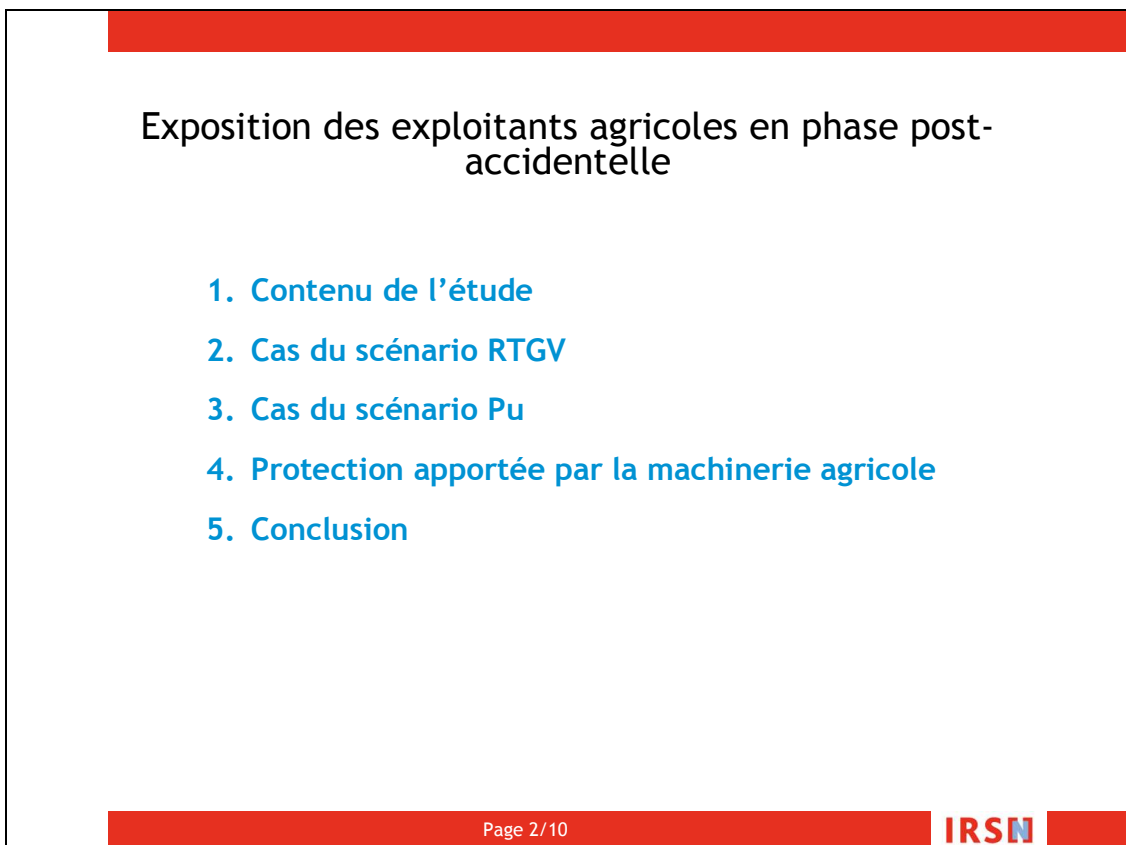 Exposition des exploitants agricoles en phase post-
accidentelle
1. Contenu de l'étude
2. Cas du scénario RTGV
3. Cas du scénario Pu
4. Protection apportée par la machinerie agricole
5. Conclusion
Page 2/10
IRSN